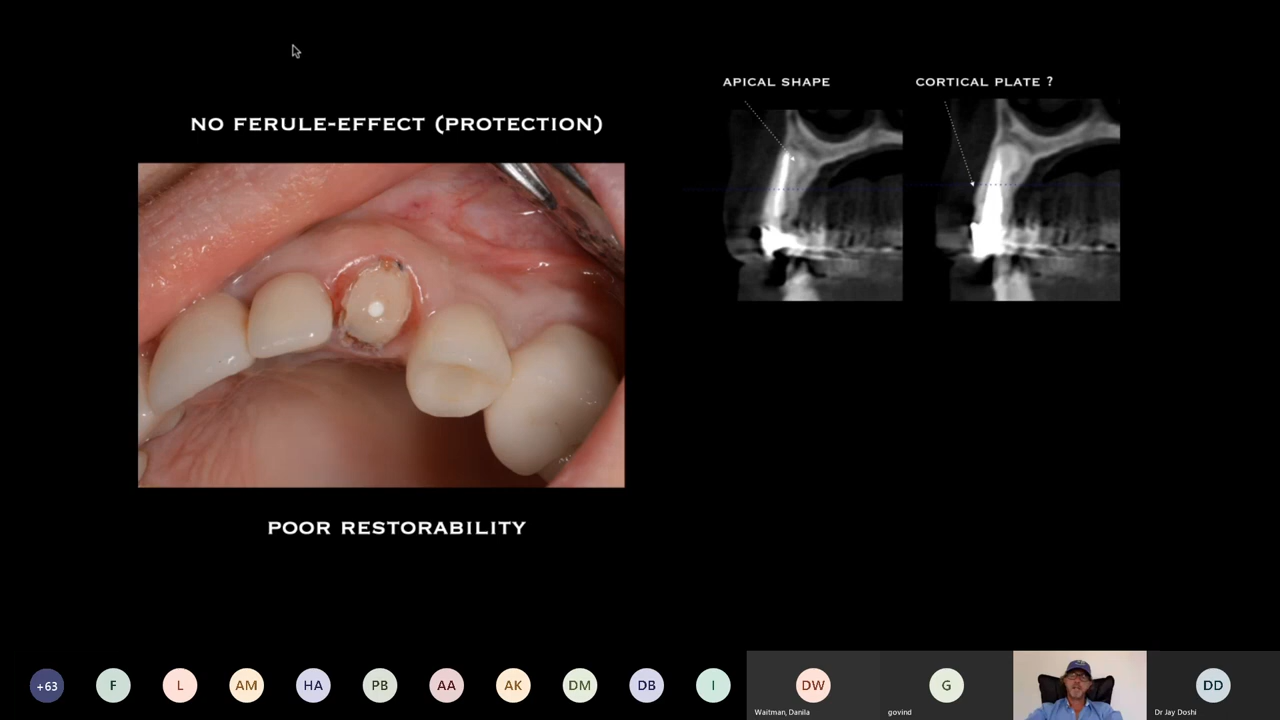 APICAL SHAPE
CORTICAL PLATE ?
NO FERULE-EFFECT (PROTECTION)
POOR RESTORABILITY
+63
F
L
AM
HA
PB
AA
AK
DM
DB
I
DW
Waitman, Danila
G
govind
DD
Dr Jay Doshi